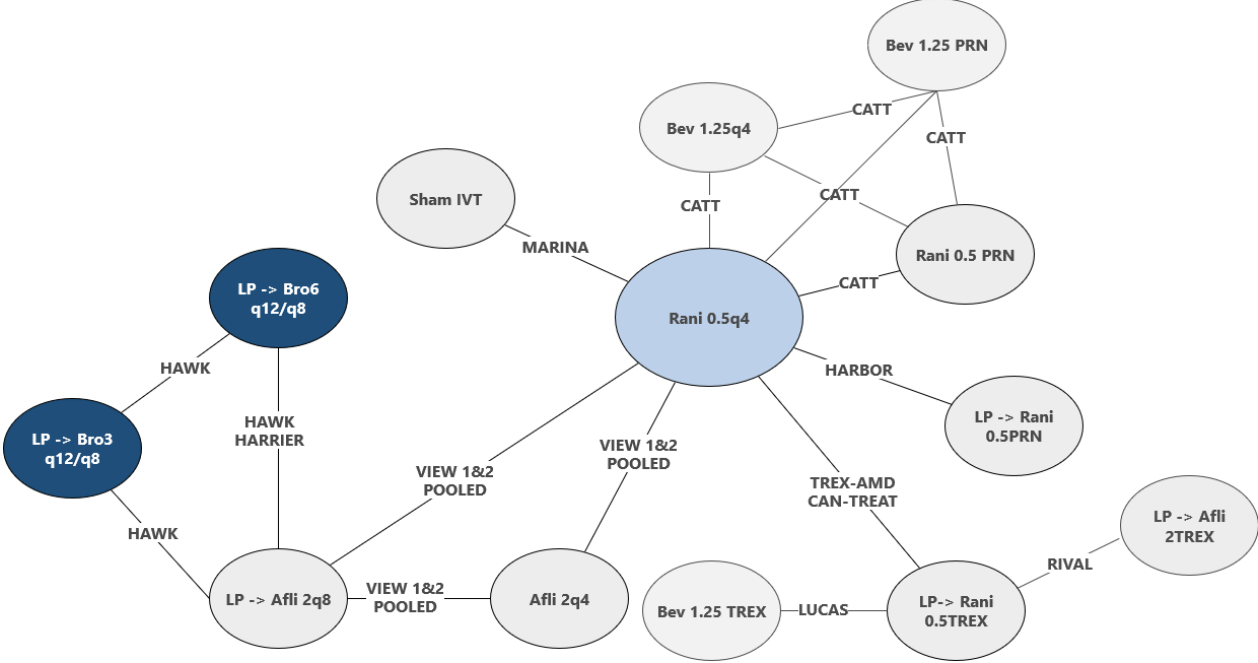 Bev 1.25 PRN
CATT
Bev 1.25q4
CATT
CATT
Sham IVT
CATT
MARINA
Rani 0.5 PRN
CATT
LP -> Bro6
q12/q8
Rani 0.5q4
HAWK
HARBOR
LP -> Rani
0.5PRN
HAWK
HARRIER
LP -> Bro3
q12/q8
VIEW 1&2
POOLED
VIEW 1&2
POOLED
TREX-AMD
CAN-TREAT
LP -> Afli
2TREX
HAWK
RIVAL
LP -> Afli 2q8
VIEW 1&2
POOLED
Afli 2q4
Bev 1.25 TREX
LUCAS
LP-> Rani
0.5TREX